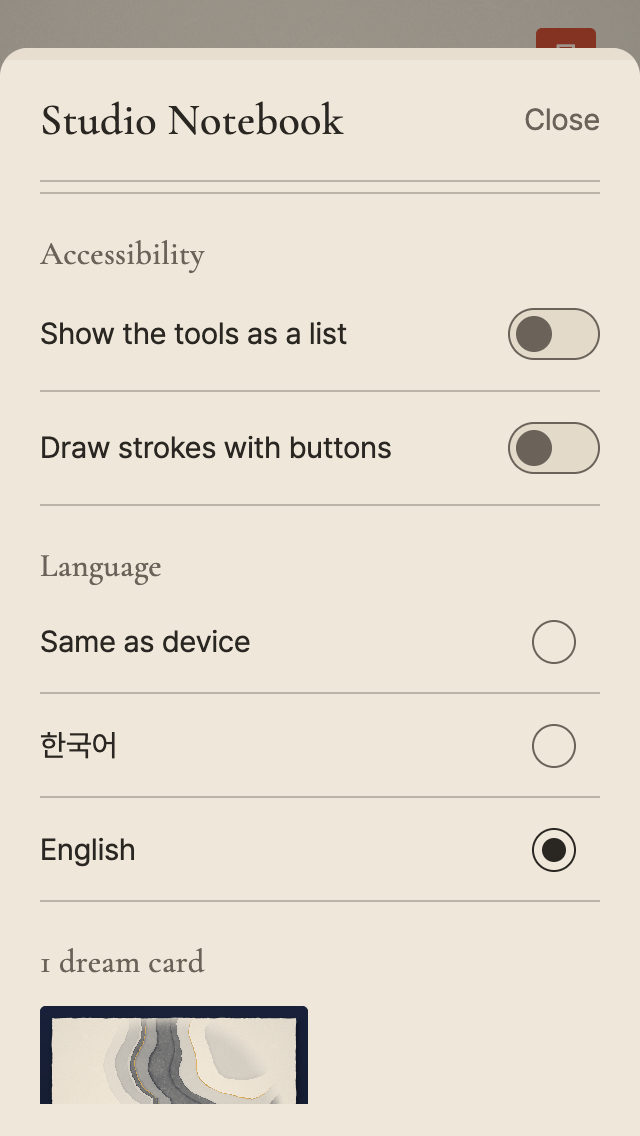 Studio Notebook
Close
Accessibility
Show the tools as a list
Draw strokes with buttons
Language
Same as device
한국어
English
1 dream card